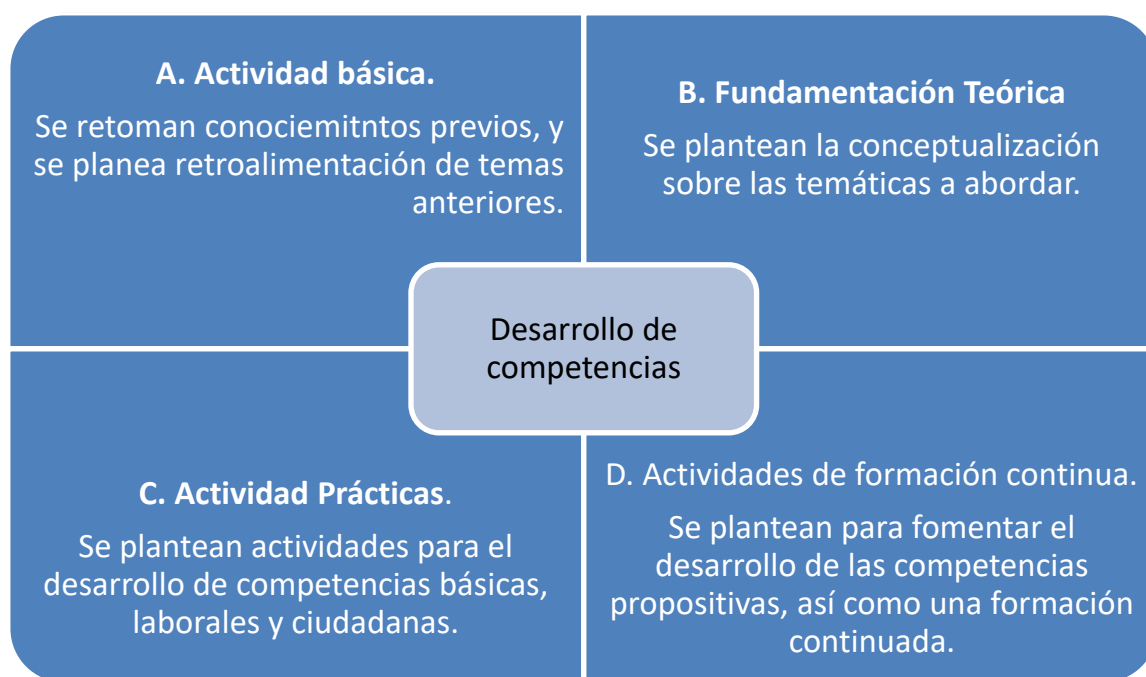 A. Actividad básica.
Se retoman conociemitntos previos, y
se planea retroalimentación de temas
anteriores.
B. Fundamentación Teórica
Se plantean la conceptualización
sobre las temáticas a abordar.
Desarrollo de
competencias
C. Actividad Prácticas.
Se plantean actividades para el
desarrollo de competencias básicas,
laborales y ciudadanas.
D. Actividades de formación continua.
Se plantean para fomentar el
desarrollo de las competencias
propositivas, así como una formación
continuada.